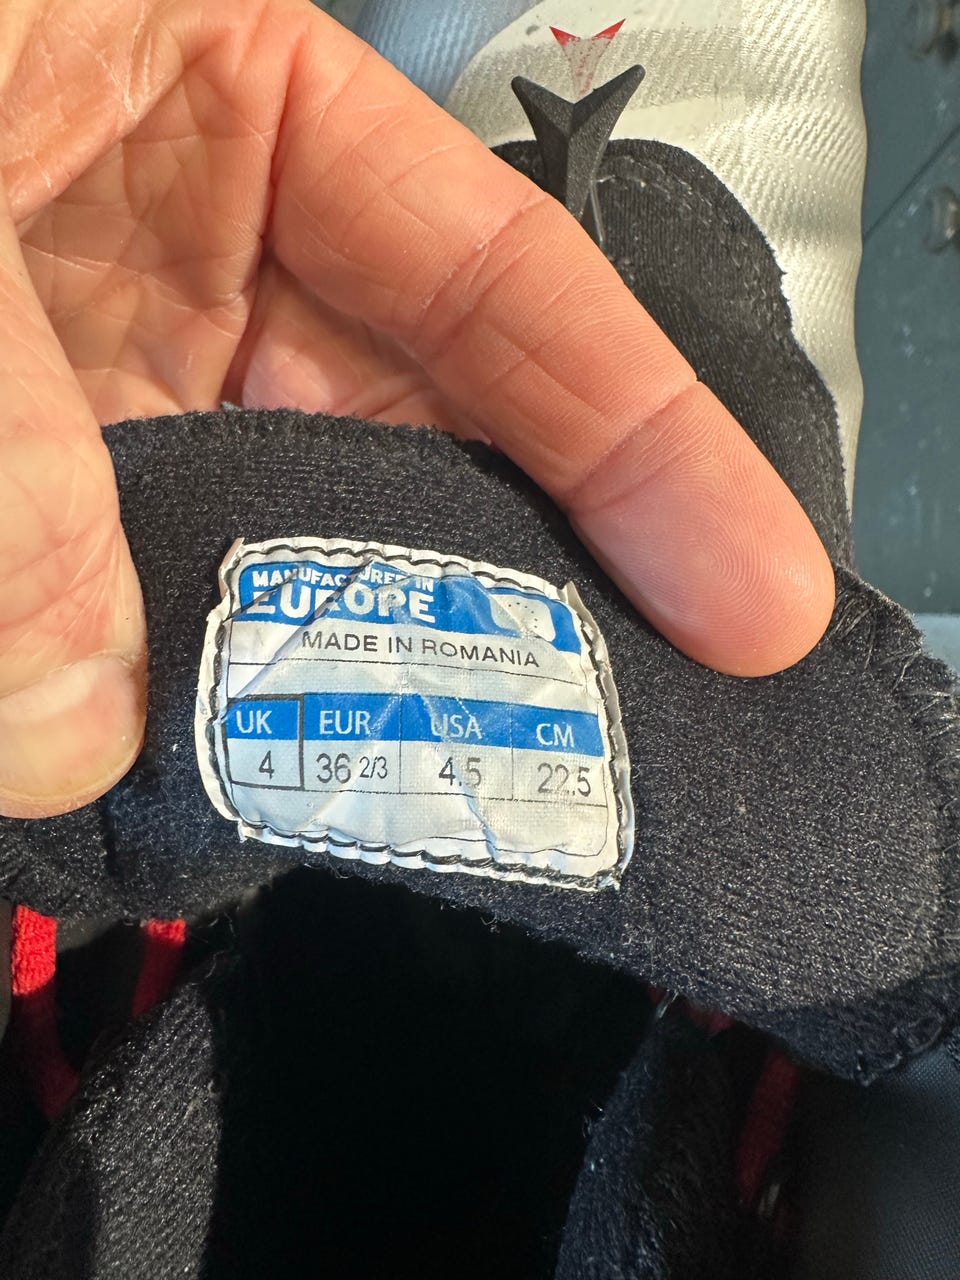 MANUFACTURED IN
EUROPE
MADE IN ROMANIA
UK EUR USA CM
4 36 2/3 4.5 22.5